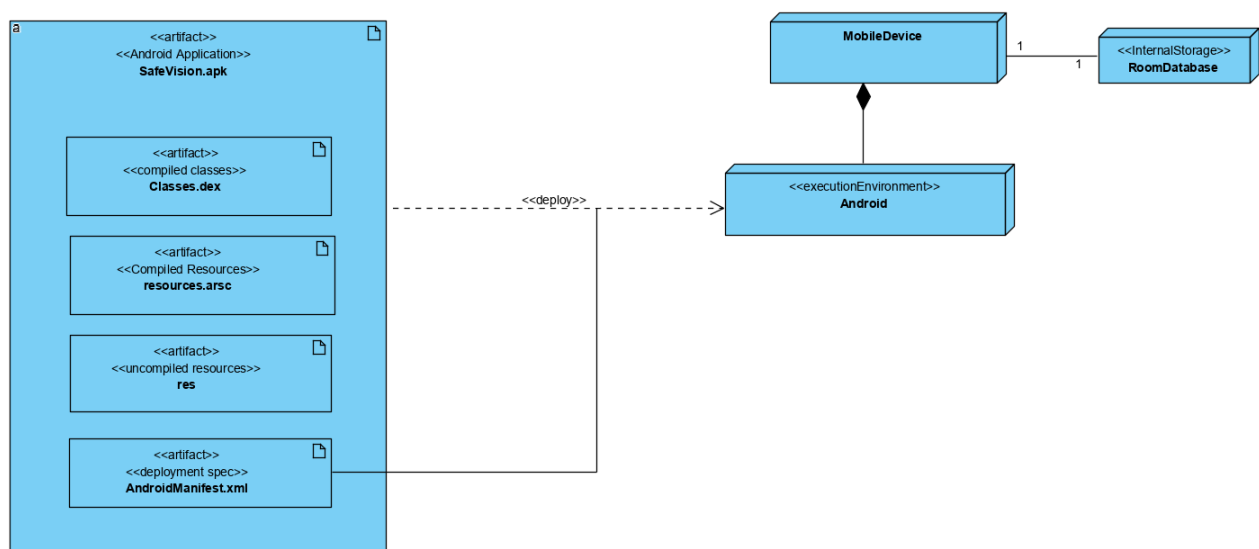 a
<<artifact>>
<<Android Application>>
SafeVision.apk
<<artifact>>
<<compiled classes>>
Classes.dex
<<artifact>>
<<Compiled Resources>>
resources.arsc
<<artifact>>
<<uncompiled resources>>
res
<<artifact>>
<<deployment spec>>
AndroidManifest.xml
<<deploy>>
MobileDevice
1
1
<<InternalStorage>>
RoomDatabase
<<executionEnvironment>>
Android